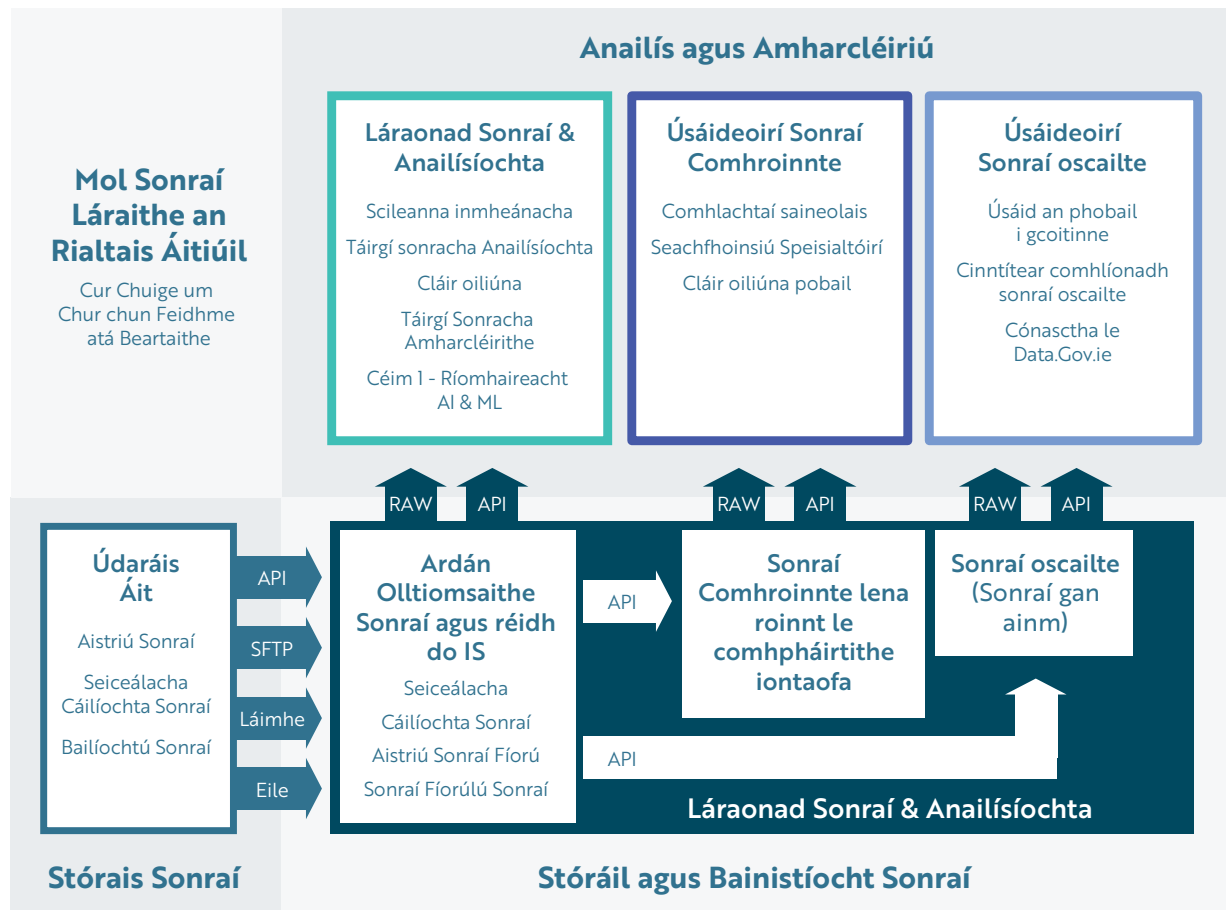 Anailís agus Amharcléiriú
Mol Sonraí
Láraithe an
Rialtais Áitiúil
Cur Chuige um
Chur chun Feidhme
atá Beartaithe
Láraonad Sonraí &
Anailísíochta
Scileanna inmheánacha
Táirgí sonracha Anailísíochta
Cláir oiliúna
Táirgí Sonracha
Amharcléirithe
Céim 1 - Ríomhaireacht
AI & ML
Úsáideoirí Sonraí
Comhroinnte
Comhlachtaí saineolais
Seachfhoinsiú Speisialtóirí
Cláir oiliúna pobail
Úsáideoirí
Sonraí oscailte
Úsáid an phobail
i gcoitinne
Cinntítear comhlíonadh
sonraí oscailte
Cónasctha le
Data.Gov.ie
RAW
API
RAW
API
RAW
API
Údaráis
Áit
Aistriú Sonraí
Seiceálacha
Cáilíochta Sonraí
Bailíochtú Sonraí
API
SFTP
Láimhe
Eile
Ardán
Olltiomsaithe
Sonraí agus réidh
do IS
Seiceálacha
Cáilíochta Sonraí
Aistriú Sonraí Fíorú
Sonraí Fíorúlú Sonraí
API
API
Sonraí
Comhroinnte lena
roinnt le
comhpháirtithe
iontaofa
Sonraí oscailte
(Sonraí gan
ainm)
Láraonad Sonraí & Anailísíochta
Stórais Sonraí
Stóráil agus Bainistíocht Sonraí